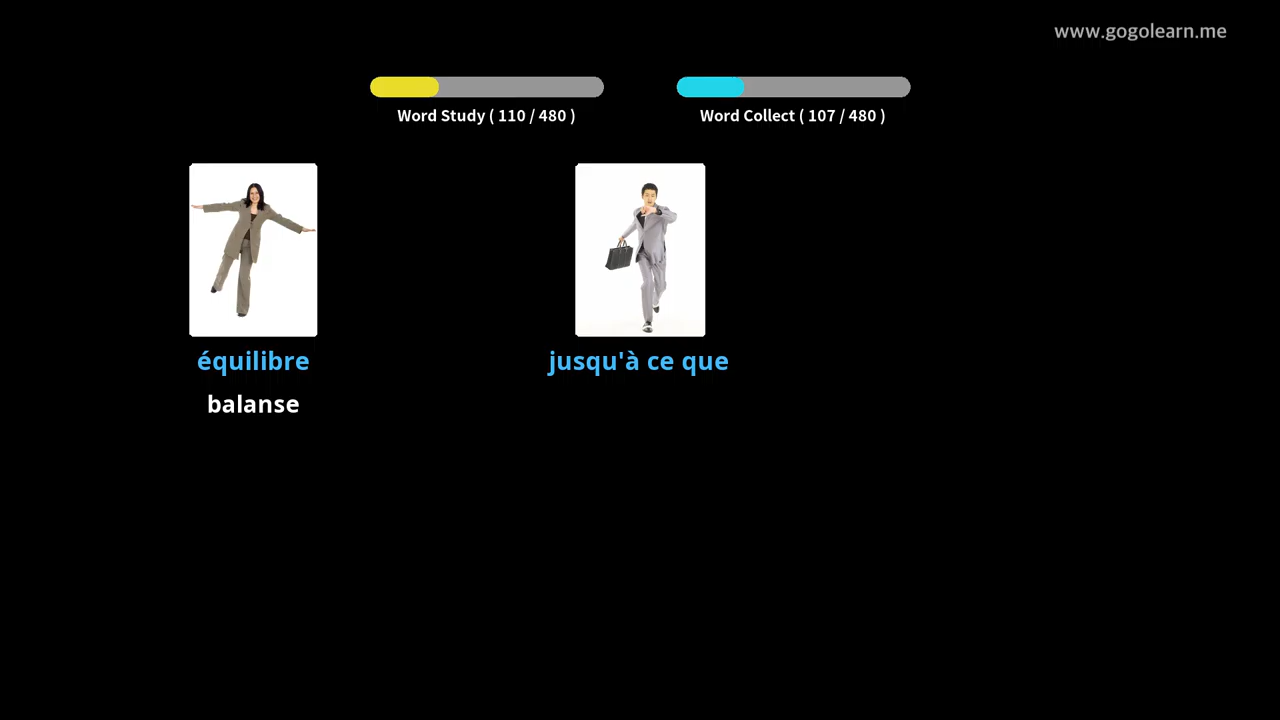 www.gogolearn.me
Word Study ( 110 / 480 )
Word Collect ( 107 / 480 )
équilibre
jusqu'à ce que
balanse